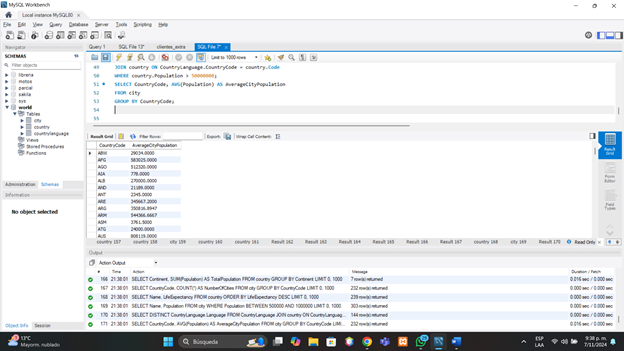 MySQL Workbench
Local instance MySQL80
File Edit View Query Database Server Tools Scripting Help
Navigator
Query 1 SQL File 13* clientes_extra SQL File 7*
SCHEMAS
Filter objects
Limit to 1000 rows
libreria
motos
parcial
sakila
sys
world
Tables
city
country
countrylanguage
Views
Stored Procedures
Functions
49 JOIN country ON CountryLanguage.CountryCode = country.Code
50 WHERE country.Population > 50000000;
51 SELECT CountryCode, AVG(Population) AS AverageCityPopulation
52 FROM city
53 GROUP BY CountryCode;
54
55
Result Grid Filter Rows: Export: Wrap Cell Content:
CountryCode AverageCityPopulation
ABW 29034.0000
AFG 583025.0000
AGO 512320.0000
AIA 778.0000
ALB 270000.0000
AND 21189.0000
ANT 2345.0000
ARE 345667.2000
ARG 350816.8947
ARM 544366.6667
ASM 3761.5000
ATG 24000.0000
AUS 808119.0000
Result Grid
Form Editor
Field Types
Administration Schemas
Information
No object selected
country 157 country 158 city 159 country 160 country 161 Result 162 Result 163 Result 164 Result 165 Result 166 Result 167 country 168 city 169 Result 170 Read Only
Output
Action Output
# Time Action Message Duration / Fetch
166 21:38:01 SELECT Continent, SUM(Population) AS TotalPopulation FROM country GROUP BY Continent LIMIT 0, 1000 7 row(s) returned 0.016 sec / 0.000 sec
167 21:38:01 SELECT CountryCode, COUNT(*) AS NumberOfCities FROM city GROUP BY CountryCode LIMIT 0, 1000 232 row(s) returned 0.000 sec / 0.000 sec
168 21:38:01 SELECT Name, LifeExpectancy FROM country ORDER BY LifeExpectancy DESC LIMIT 0, 1000 239 row(s) returned 0.000 sec / 0.000 sec
169 21:38:01 SELECT Name, Population FROM city WHERE Population BETWEEN 500000 AND 1000000 LIMIT 0, 1000 303 row(s) returned 0.000 sec / 0.000 sec
170 21:38:01 SELECT DISTINCT CountryLanguage.Language FROM CountryLanguage JOIN country ON CountryLanguag... 144 row(s) returned 0.000 sec / 0.000 sec
171 21:38:01 SELECT CountryCode, AVG(Population) AS AverageCityPopulation FROM city GROUP BY CountryCode LIMI... 232 row(s) returned 0.016 sec / 0.000 sec
Object Info Session
13°C
Mayorm. nublado
Búsqueda
ESP
LAA
9:38 p. m.
7/11/2024